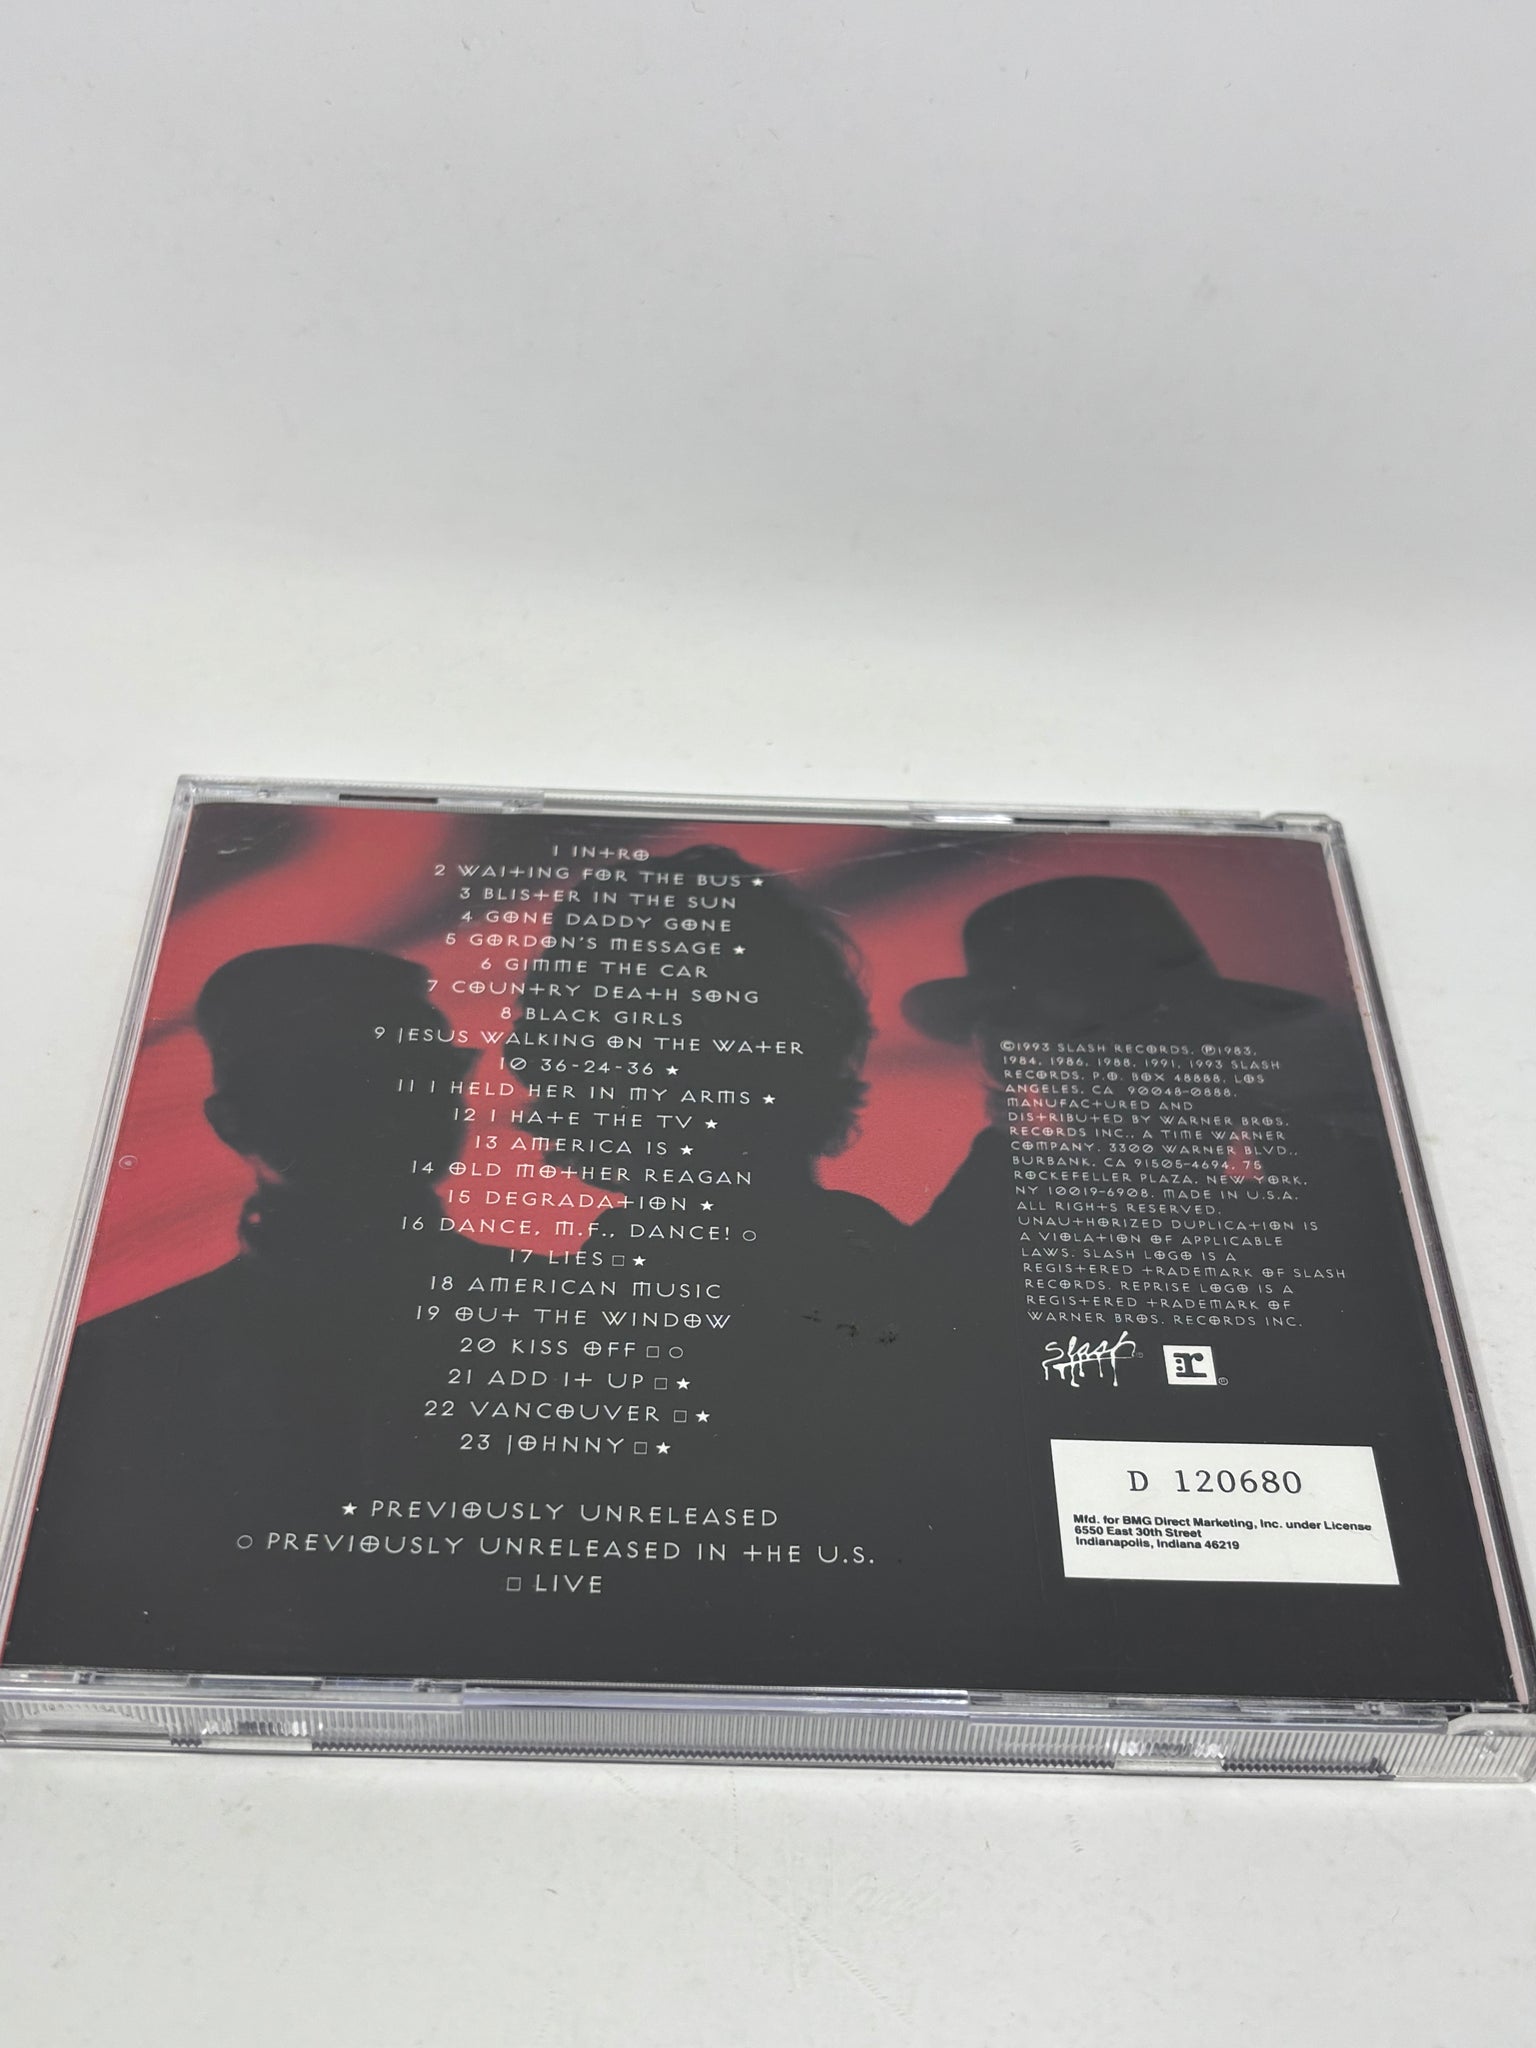 1 INTRO
2 WAITING FOR THE BUS ★
3 BLISTER IN THE SUN
4 GONE DADDY GONE
5 GORDON'S MESSAGE ★
6 GIMME THE CAR
7 COUNTRY DEATH SONG
8 BLACK GIRLS
9 JESUS WALKING ON THE WATER
10 36-24-36 ★
11 I HELD HER IN MY ARMS ★
12 I HATE THE TV ★
13 AMERICA IS ★
14 OLD MOTHER REAGAN
15 DEGRADATION ★
16 DANCE, M.F., DANCE! ○
17 LIES □ ★
18 AMERICAN MUSIC
19 OUT THE WINDOW
20 KISS OFF □ ○
21 ADD IT UP □ ★
22 VANCOUVER □ ★
23 JOHNNY □ ★
★ PREVIOUSLY UNRELEASED
○ PREVIOUSLY UNRELEASED IN THE U.S.
□ LIVE
©1993 SLASH RECORDS, ℗1983,
1984, 1986, 1988, 1991, 1993 SLASH
RECORDS. P.O. BOX 48888, LOS
ANGELES, CA 90048-0888.
MANUFACTURED AND
DISTRIBUTED BY WARNER BROS.
RECORDS INC., A TIME WARNER
COMPANY. 3300 WARNER BLVD.,
BURBANK, CA 91505-4694. 75
ROCKEFELLER PLAZA, NEW YORK,
NY 10019-6908. MADE IN U.S.A.
ALL RIGHTS RESERVED.
UNAUTHORIZED DUPLICATION IS
A VIOLATION OF APPLICABLE
LAWS. SLASH LOGO IS A
REGISTERED TRADEMARK OF SLASH
RECORDS. REPRISE LOGO IS A
REGISTERED TRADEMARK OF
WARNER BROS. RECORDS INC.
slash
:r ®
D 120680
Mfd. for BMG Direct Marketing, Inc. under License
6550 East 30th Street
Indianapolis, Indiana 46219